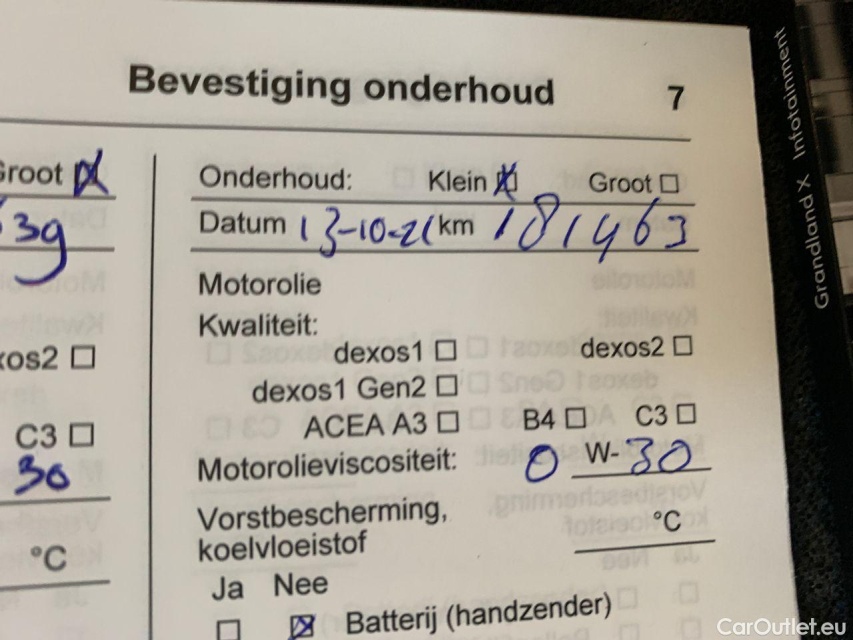 Bevestiging onderhoud 7
Groot
39
xos2
C3
30
°C
Onderhoud: Klein Groot
Datum 13-10-21 km 181463
Motorolie
Kwaliteit:
dexos1 dexos2
dexos1 Gen2
ACEA A3 B4 C3
Motorolieviscositeit: 0 W-30
Vorstbescherming,
koelvloeistof °C
Ja Nee
Batterij (handzender)
Grandland X Infotainment
CarOutlet.eu